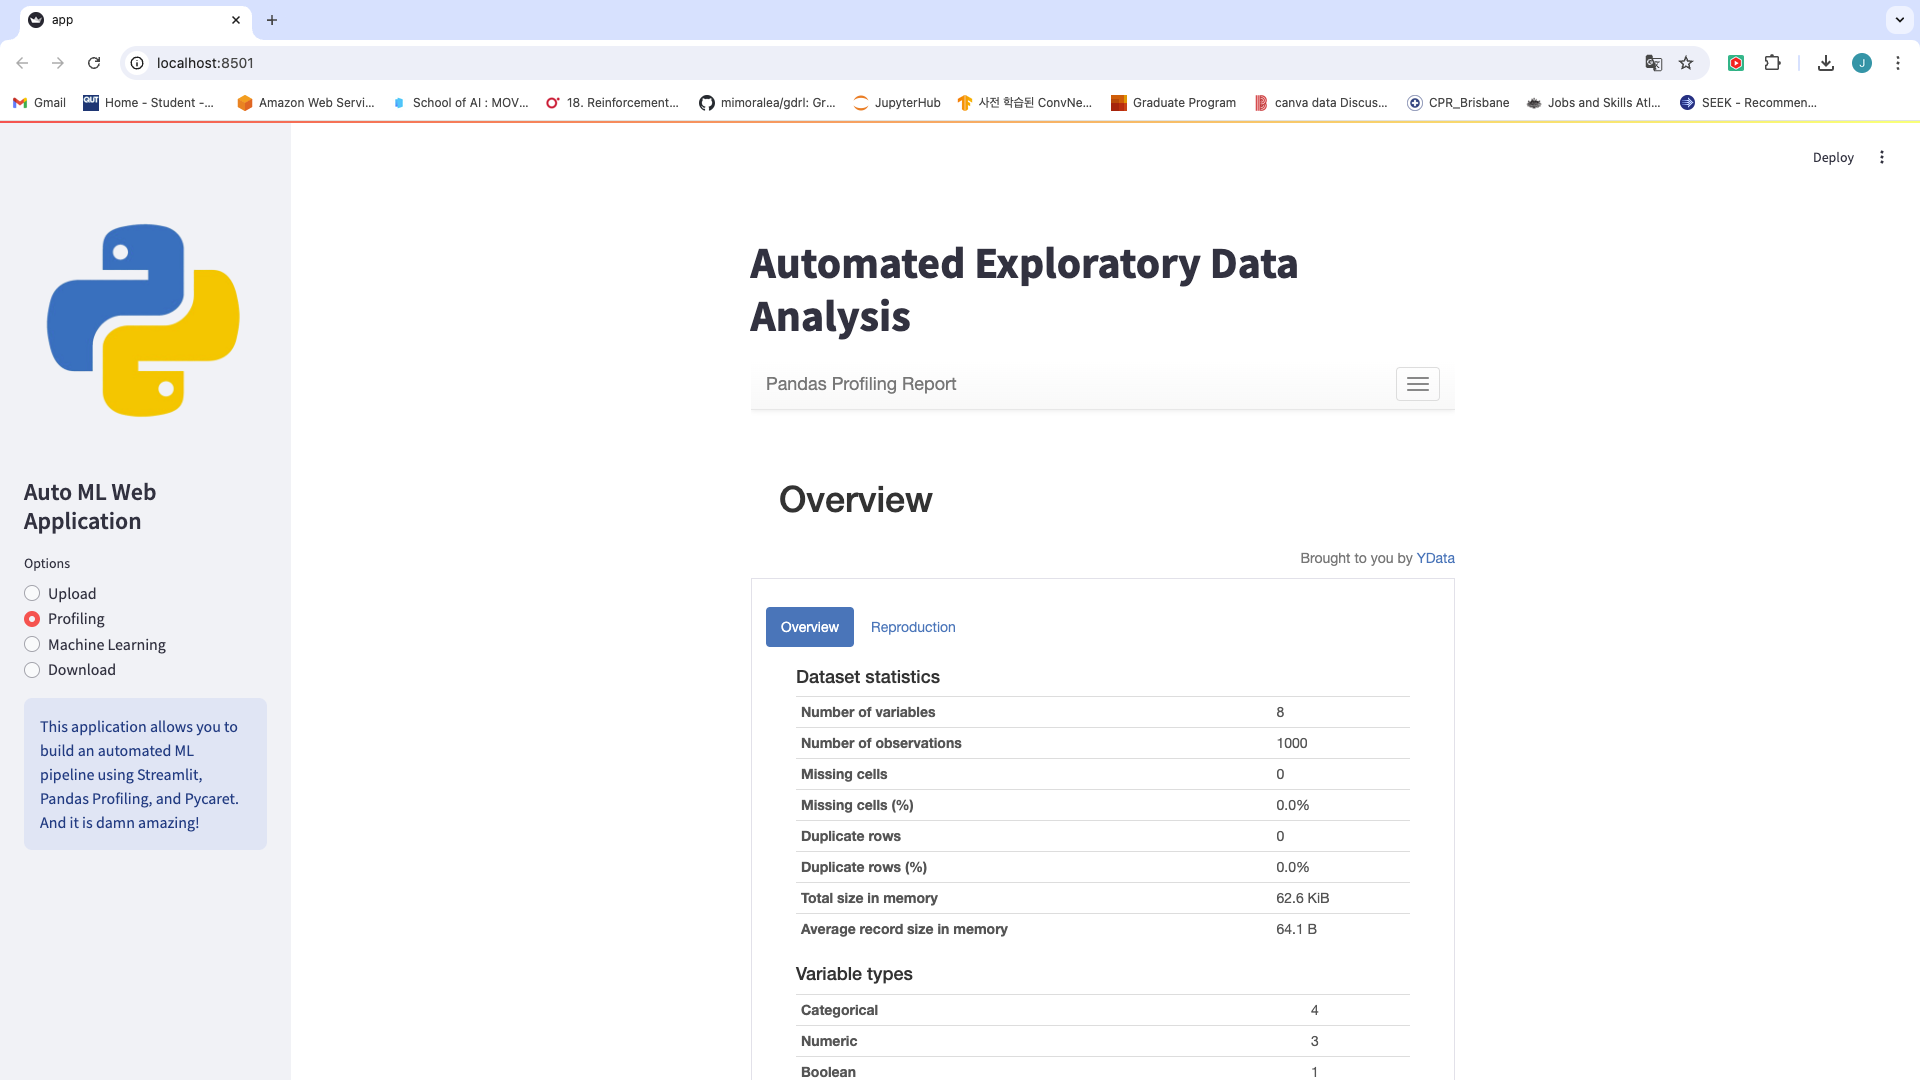 app
localhost:8501
Gmail
QUT
Home - Student -...
Amazon Web Servi...
School of AI : MOV...
18. Reinforcement...
mimoralea/gdrl: Gr...
JupyterHub
사전 학습된 ConvNe...
Graduate Program
canva data Discus...
CPR_Brisbane
Jobs and Skills Atl...
SEEK - Recommen...
J
Deploy
Auto ML Web
Application
Options
Upload
Profiling
Machine Learning
Download
This application allows you to
build an automated ML
pipeline using Streamlit,
Pandas Profiling, and Pycaret.
And it is damn amazing!
Automated Exploratory Data
Analysis
Pandas Profiling Report
Overview
Brought to you by YData
Overview Reproduction
Dataset statistics
Number of variables 8
Number of observations 1000
Missing cells 0
Missing cells (%) 0.0%
Duplicate rows 0
Duplicate rows (%) 0.0%
Total size in memory 62.6 KiB
Average record size in memory 64.1 B
Variable types
Categorical 4
Numeric 3
Boolean 1